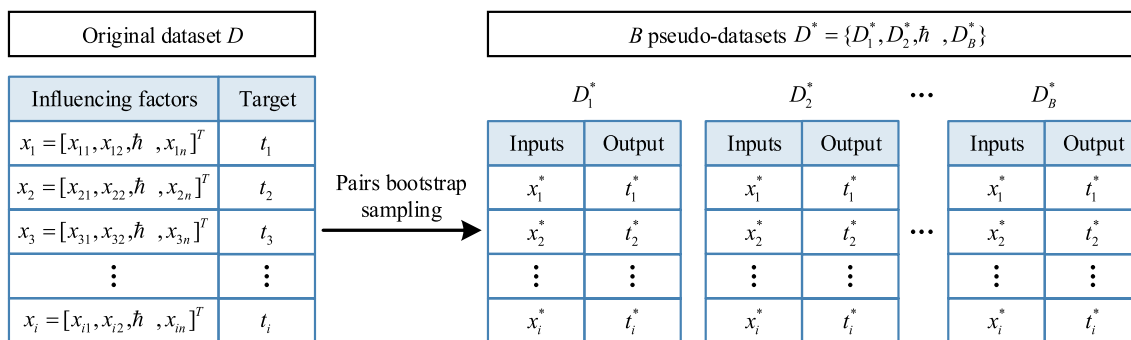 Original dataset D
B pseudo-datasets D* = {D₁*, D₂*, ħ , D_B*}
Influencing factors Target
x₁ = [x₁₁, x₁₂, ħ , x₁ₙ]ᵀ t₁
x₂ = [x₂₁, x₂₂, ħ , x₂ₙ]ᵀ t₂
x₃ = [x₃₁, x₃₂, ħ , x₃ₙ]ᵀ t₃
⋮ ⋮
xᵢ = [xᵢ₁, xᵢ₂, ħ , xᵢₙ]ᵀ tᵢ
Pairs bootstrap
sampling
D₁* D₂* ··· D_B*
Inputs Output Inputs Output Inputs Output
x₁* t₁* x₁* t₁* x₁* t₁*
x₂* t₂* x₂* t₂* ··· x₂* t₂*
⋮ ⋮ ⋮ ⋮ ⋮ ⋮
xᵢ* tᵢ* xᵢ* tᵢ* xᵢ* tᵢ*